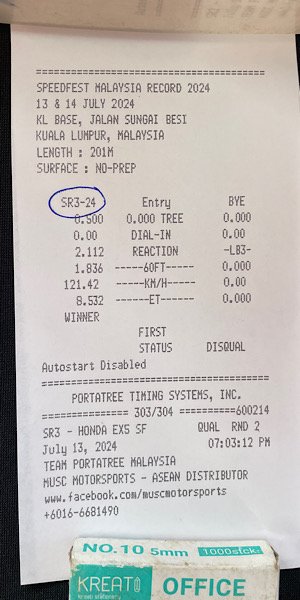 ==========================================
SPEEDFEST MALAYSIA RECORD 2024
13 & 14 JULY 2024
KL BASE, JALAN SUNGAI BESI
KUALA LUMPUR, MALAYSIA
LENGTH : 201M
SURFACE : NO-PREP
SR3-24 Entry BYE
0.500 0.000 TREE 0.000
0.00 DIAL-IN 0.00
2.112 REACTION -LB3-
1.836 -----60FT----- 0.000
121.42 -----KM/H----- 0.00
8.532 ------ET------ 0.000
WINNER
FIRST
STATUS DISQUAL
Autostart Disabled
==========================================
PORTATREE TIMING SYSTEMS, INC.
================ 303/304 ==========600214
SR3 - HONDA EX5 SF QUAL RND 2
July 13, 2024 07:03:12 PM
TEAM PORTATREE MALAYSIA
MUSC MOTORSPORTS - ASEAN DISTRIBUTOR
www.facebook.com/muscmotorsports
+6016-6681490
NO.10 5mm 1000stck.
KREATO OFFICE
kreato stationery